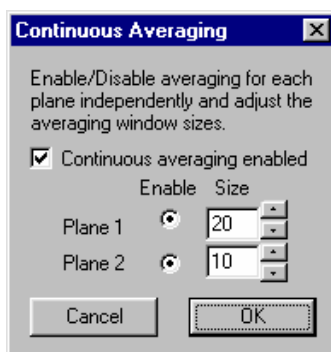 Continuous Averaging
Enable/Disable averaging for each
plane independently and adjust the
averaging window sizes.
Continuous averaging enabled
Enable Size
Plane 1 20
Plane 2 10
Cancel OK